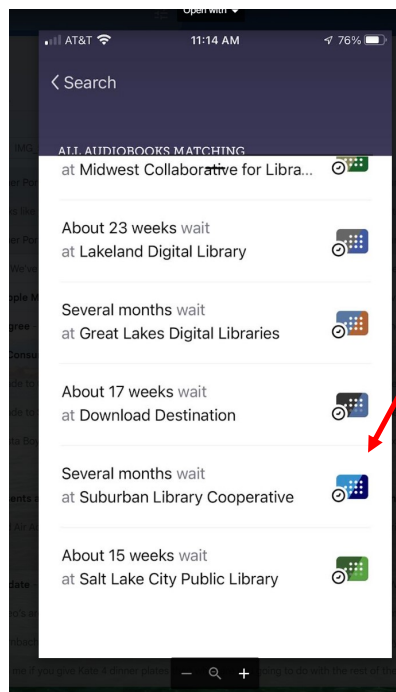 Open with
AT&T 11:14 AM 76%
Search
ALL AUDIOBOOKS MATCHING
at Midwest Collaborative for Libra...
About 23 weeks wait
at Lakeland Digital Library
Several months wait
at Great Lakes Digital Libraries
About 17 weeks wait
at Download Destination
Several months wait
at Suburban Library Cooperative
About 15 weeks wait
at Salt Lake City Public Library